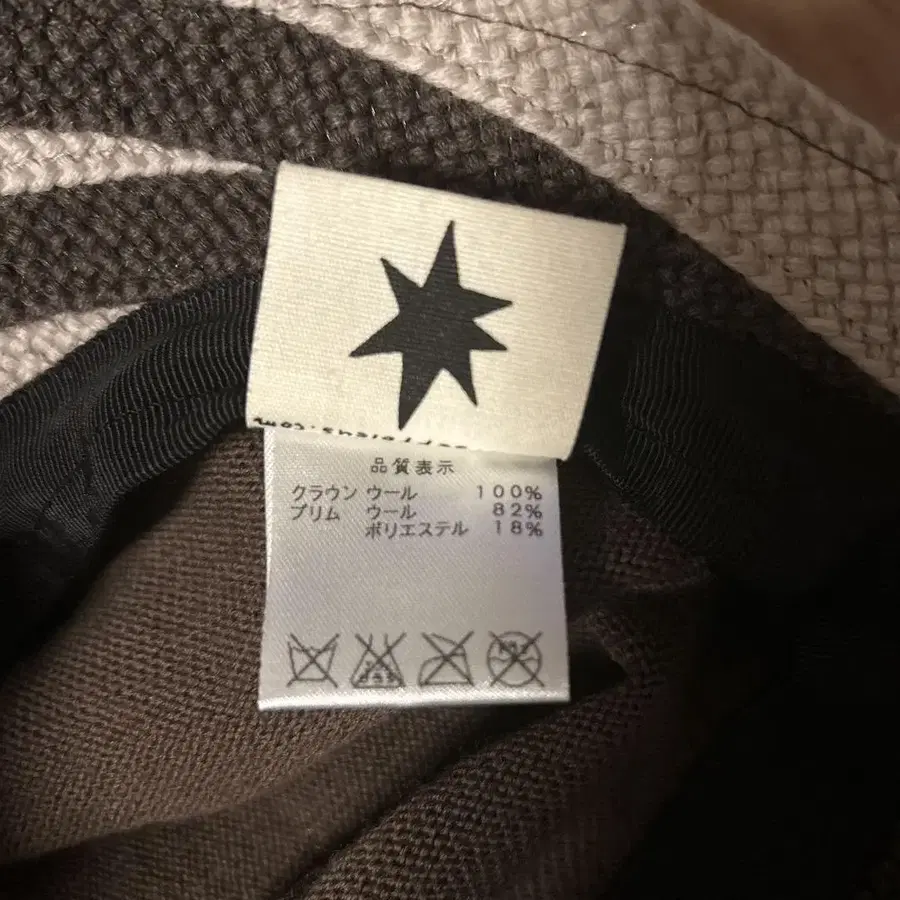 品質表示
クラウン ウール 100%
ブリム ウール 82%
ポリエステル 18%